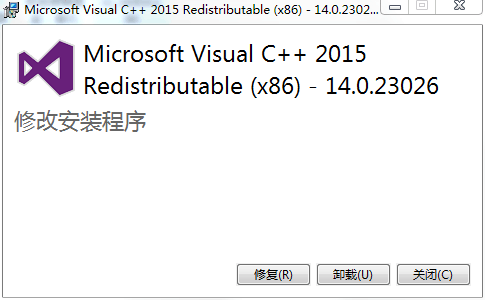 Microsoft Visual C++ 2015 Redistributable (x86) - 14.0.2302...
Microsoft Visual C++ 2015
Redistributable (x86) - 14.0.23026
修改安装程序
修复(R) 卸载(U) 关闭(C)